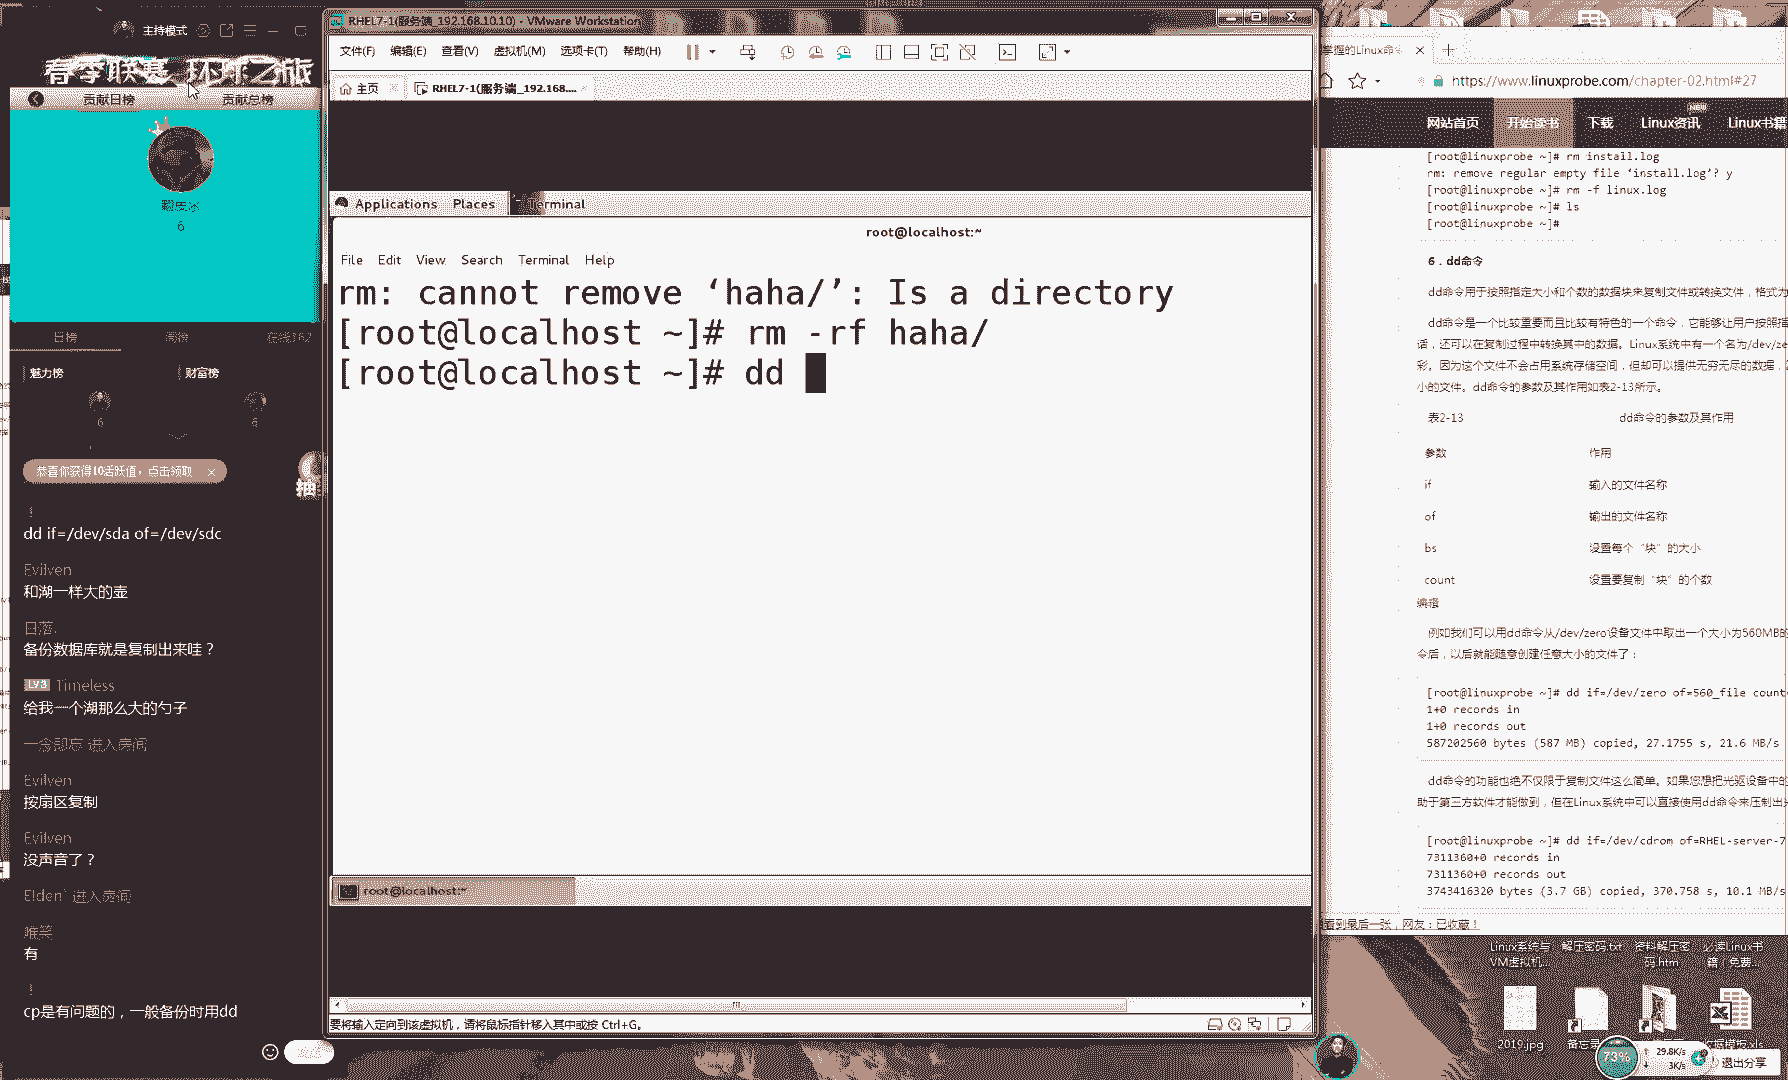 主持模式
春季联赛 环球之旅
贡献日榜
贡献总榜
6
日榜
周榜
魅力榜
财富榜
6
6
恭喜你获得10活跃值，点击领取
!
dd if=/dev/sda of=/dev/sdc
Evilven
和湖一样大的壶
日落.
备份数据库就是复制出来哇？
LV3 Timeless
给我一个湖那么大的勺子
一念即忘 进入房间
Evilven
按扇区复制
Evilven
没声音了？
Elden` 进入房间
唯笑
有
!
cp是有问题的，一般备份时用dd
RHEL7-1(服务端_192.168.10.10) - VMware Workstation
文件(F) 编辑(E) 查看(V) 虚拟机(M) 选项卡(T) 帮助(H)
主页
RHEL7-1(服务端_192.168....
Applications Places Terminal
root@localhost:~
File Edit View Search Terminal Help
rm: cannot remove ‘haha/’: Is a directory
[root@localhost ~]# rm -rf haha/
[root@localhost ~]# dd
root@localhost:~
要将输入定向到该虚拟机，请将鼠标指针移入其中或按 Ctrl+G。
掌握的Linux命令
https://www.linuxprobe.com/chapter-02.html#27
网站首页 开始读书 下载 Linux资讯 Linux书籍
NEW
[root@linuxprobe ~]# rm install.log
rm: remove regular empty file ‘install.log’? y
[root@linuxprobe ~]# rm -f linux.log
[root@linuxprobe ~]# ls
[root@linuxprobe ~]#
6．dd命令
dd命令用于按照指定大小和个数的数据块来复制文件或转换文件，格式为
dd命令是一个比较重要而且比较有特色的一个命令，它能够让用户按照指
话，还可以在复制过程中转换其中的数据。Linux系统中有一个名为/dev/ze
彩。因为这个文件不会占用系统存储空间，但却可以提供无穷无尽的数据，
小的文件。dd命令的参数及其作用如表2-13所示。
表2-13 dd命令的参数及其作用
参数 作用
if 输入的文件名称
of 输出的文件名称
bs 设置每个“块”的大小
count 设置要复制“块”的个数
编辑
例如我们可以用dd命令从/dev/zero设备文件中取出一个大小为560MB的
令后，以后就能随意创建任意大小的文件了：
[root@linuxprobe ~]# dd if=/dev/zero of=560_file count
1+0 records in
1+0 records out
587202560 bytes (587 MB) copied, 27.1755 s, 21.6 MB/s
dd命令的功能也绝不仅限于复制文件这么简单。如果您想把光驱设备中的
助于第三方软件才能做到，但在Linux系统中可以直接使用dd命令来压制出
[root@linuxprobe ~]# dd if=/dev/cdrom of=RHEL-server-7
7311360+0 records in
7311360+0 records out
3743416320 bytes (3.7 GB) copied, 370.758 s, 10.1 MB/s
看到最后一张，网友：已收藏！
Linux系统与VM虚拟机...
解压密码.txt
资料解压密码.htm
必读Linux书籍（免费...
2019.jpg
73%
29.8K/s
3K/s
退出分享